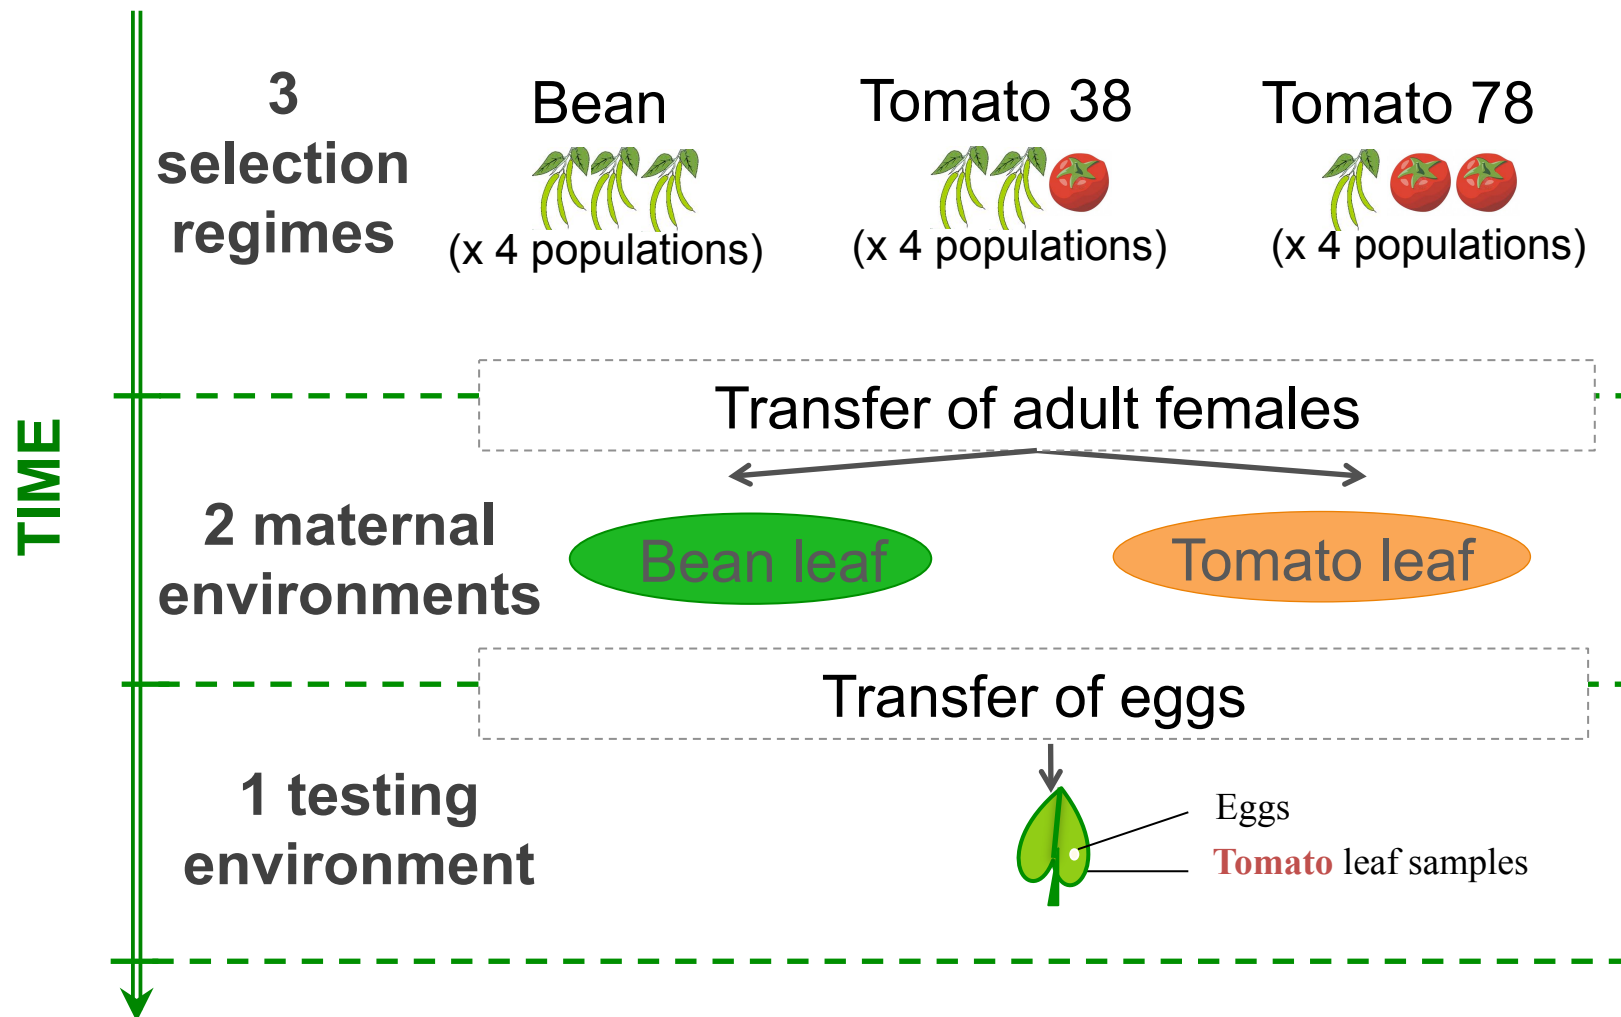 TIME
3
selection
regimes
Bean
Tomato 38
Tomato 78
(x 4 populations)
(x 4 populations)
(x 4 populations)
Transfer of adult females
2 maternal
environments
Bean leaf
Tomato leaf
Transfer of eggs
1 testing
environment
Eggs
Tomato leaf samples